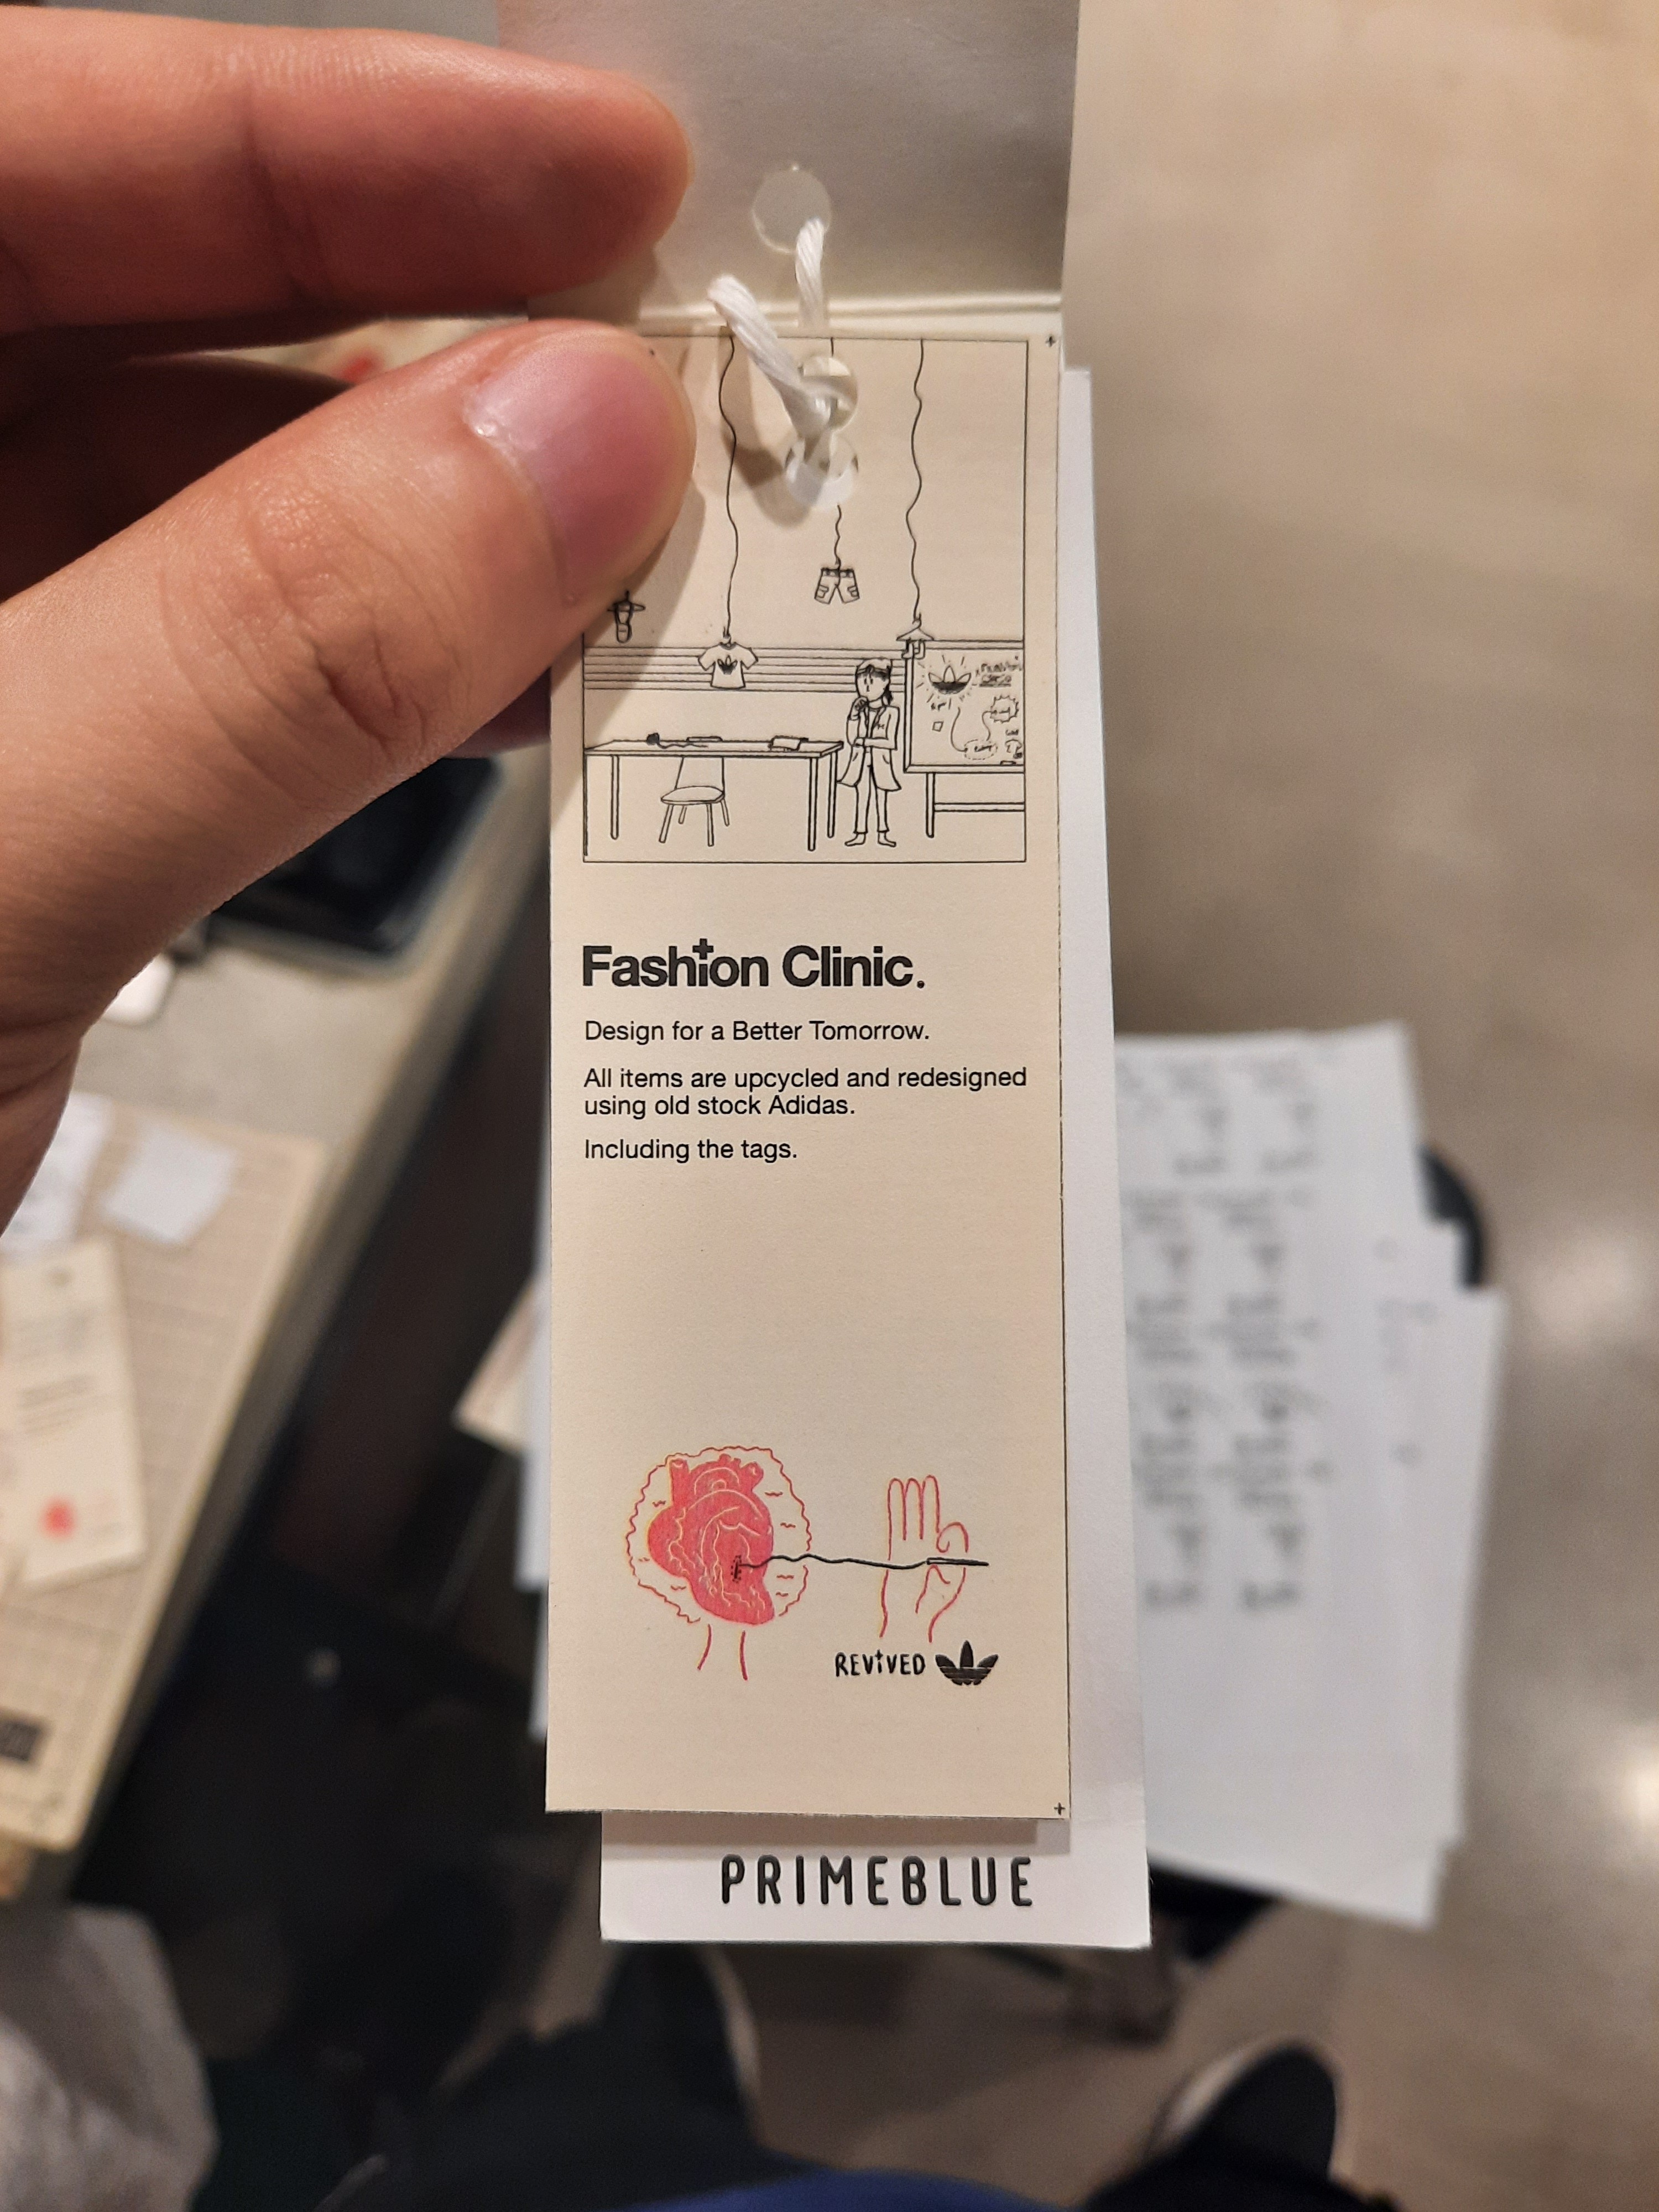 Fashion Clinic.
Design for a Better Tomorrow.
All items are upcycled and redesigned
using old stock Adidas.
Including the tags.
REViVED
PRIMEBLUE